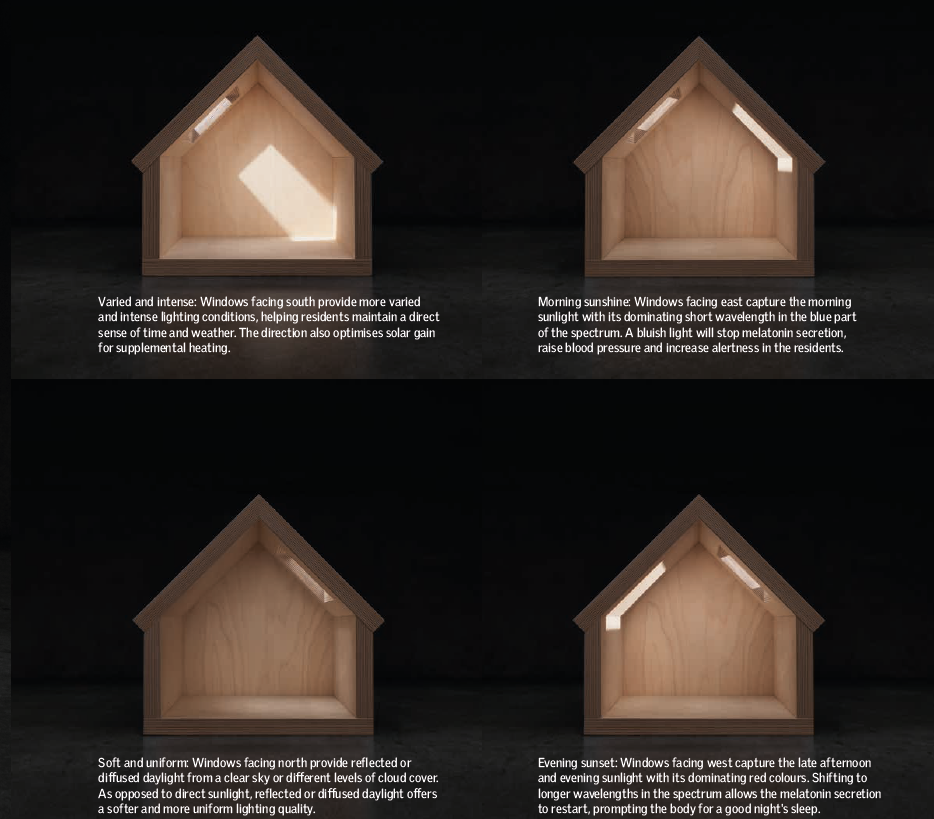 Varied and intense: Windows facing south provide more varied
and intense lighting conditions, helping residents maintain a direct
sense of time and weather. The direction also optimises solar gain
for supplemental heating.
Morning sunshine: Windows facing east capture the morning
sunlight with its dominating short wavelength in the blue part
of the spectrum. A bluish light will stop melatonin secretion,
raise blood pressure and increase alertness in the residents.
Soft and uniform: Windows facing north provide reflected or
diffused daylight from a clear sky or different levels of cloud cover.
As opposed to direct sunlight, reflected or diffused daylight offers
a softer and more uniform lighting quality.
Evening sunset: Windows facing west capture the late afternoon
and evening sunlight with its dominating red colours. Shifting to
longer wavelengths in the spectrum allows the melatonin secretion
to restart, prompting the body for a good night's sleep.